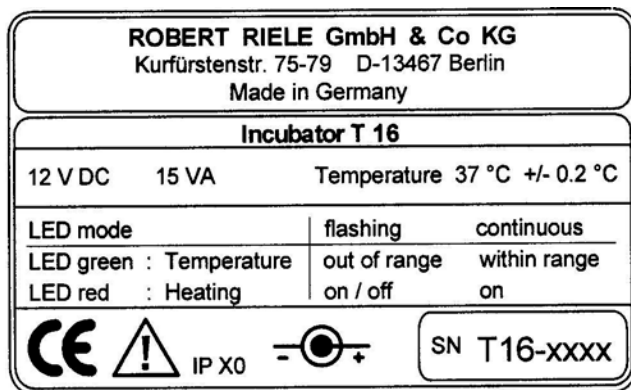 ROBERT RIELE GmbH & Co KG
Kurfürstenstr. 75-79 D-13467 Berlin
Made in Germany
Incubator T 16
12 V DC 15 VA Temperature 37 °C +/- 0.2 °C
LED mode flashing continuous
LED green : Temperature out of range within range
LED red : Heating on / off on
CE ! IP X0 - + SN T16-xxxx